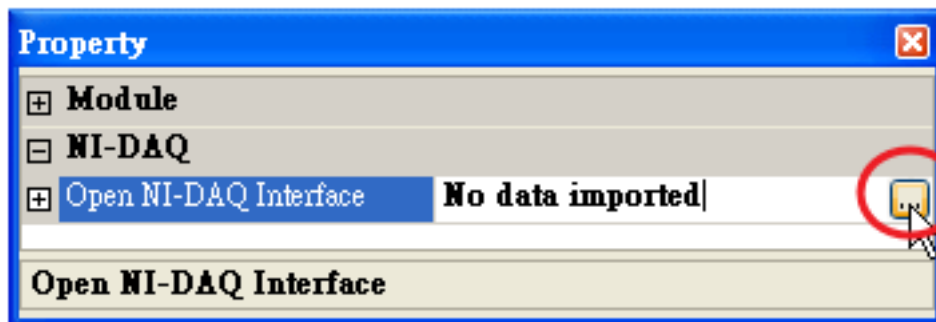 Property
Module
NI-DAQ
Open NI-DAQ Interface No data imported
...
Open NI-DAQ Interface